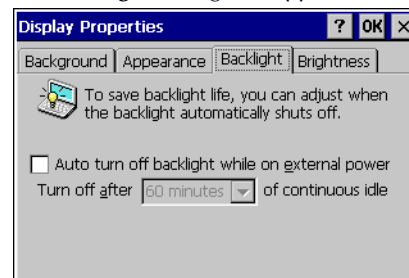 Display Properties ? OK ×
Background Appearance Backlight Brightness
To save backlight life, you can adjust when
the backlight automatically shuts off.
Auto turn off backlight while on external power
Turn off after 60 minutes of continuous idle